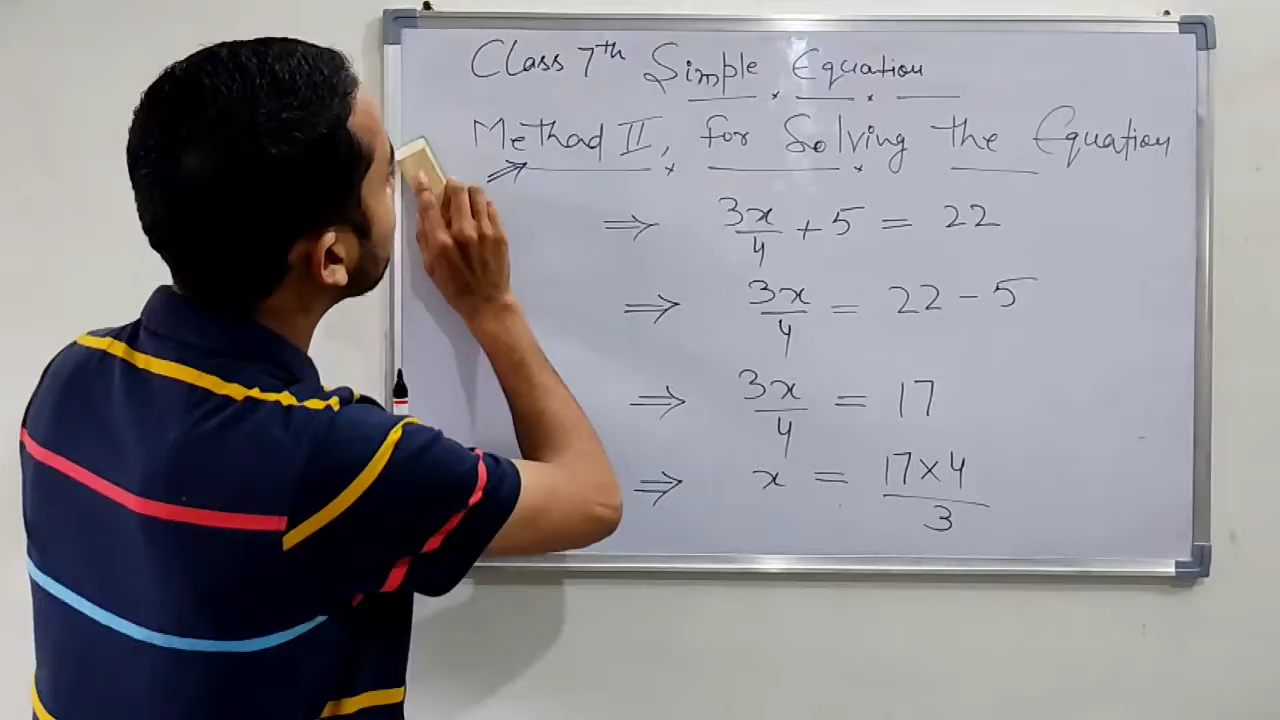 Class 7th Simple Equation
Methad II, for Solving the Equation
⇒ 3x/4 + 5 = 22
⇒ 3x/4 = 22 - 5
⇒ 3x/4 = 17
⇒ x = 17×4/3